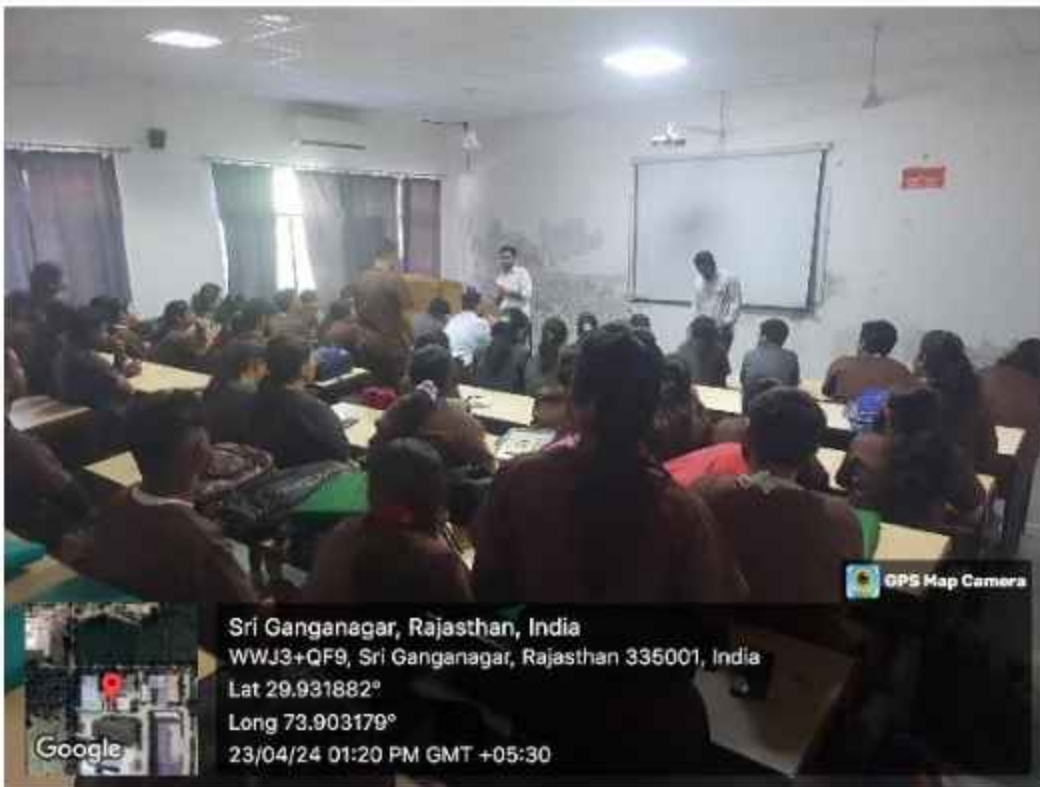 GPS Map Camera
Sri Ganganagar, Rajasthan, India
WWJ3+QF9, Sri Ganganagar, Rajasthan 335001, India
Lat 29.931882°
Long 73.903179°
23/04/24 01:20 PM GMT +05:30
Google